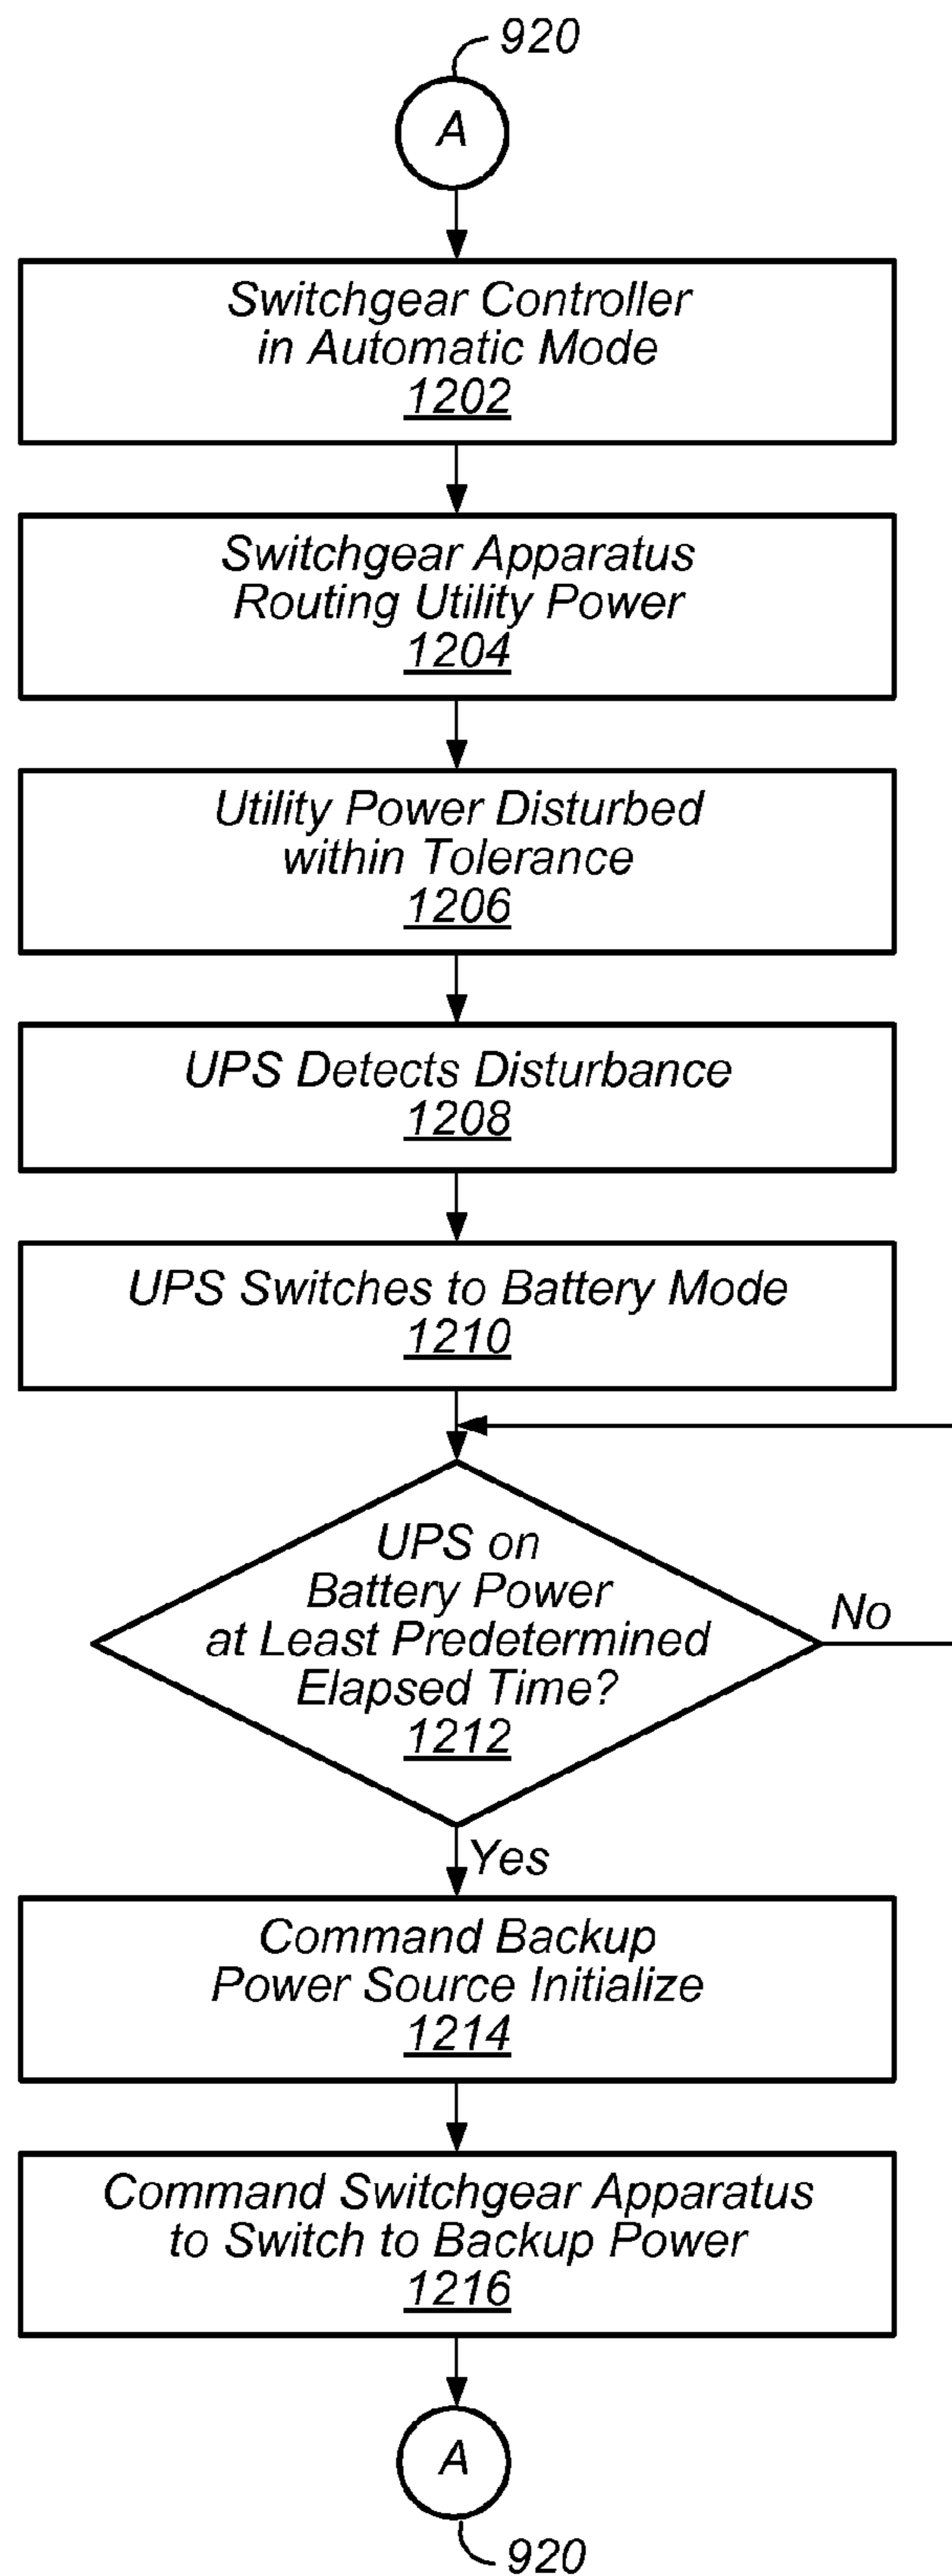 920
A
Switchgear Controller
in Automatic Mode
1202
Switchgear Apparatus
Routing Utility Power
1204
Utility Power Disturbed
within Tolerance
1206
UPS Detects Disturbance
1208
UPS Switches to Battery Mode
1210
UPS on
Battery Power
at Least Predetermined
Elapsed Time?
1212
No
Yes
Command Backup
Power Source Initialize
1214
Command Switchgear Apparatus
to Switch to Backup Power
1216
A
920